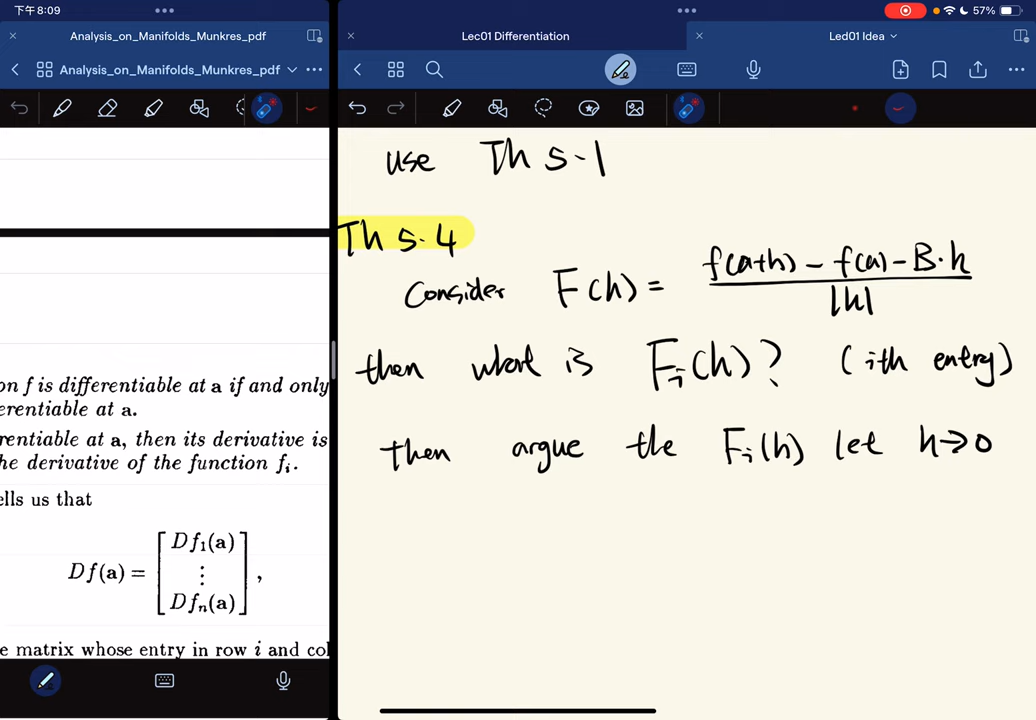 下午8:09
57%
Analysis_on_Manifolds_Munkres_pdf
Analysis_on_Manifolds_Munkres_pdf
on f is differentiable at a if and only
erentiable at a.
rentiable at a, then its derivative is
he derivative of the function fᵢ.
ells us that
Df(a) = [ Df₁(a) ⋮ Dfₙ(a) ],
e matrix whose entry in row i and col
Lec01 Differentiation
Led01 Idea
use Th 5-1
Th 5.4
Consider F(h) = (f(a+h) - f(a) - B·h) / |h|
then what is Fᵢ(h)? (ith entry)
then argue the Fᵢ(h) let h→0